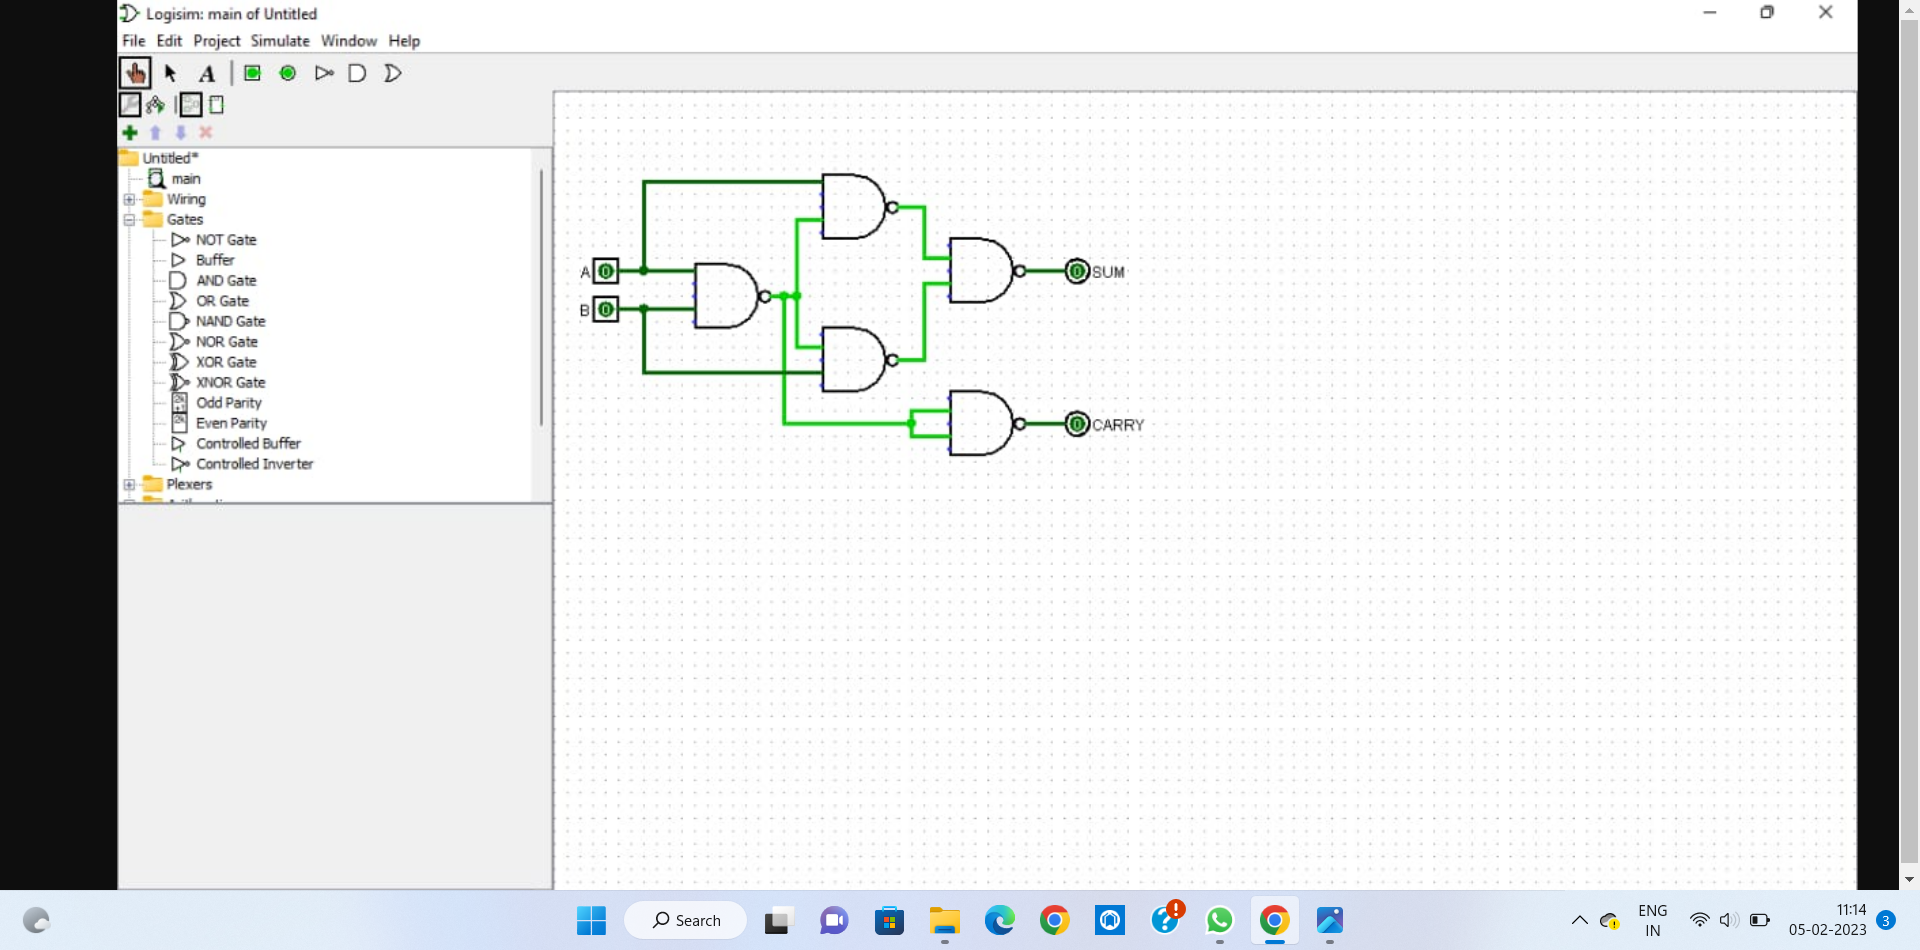 Logisim: main of Untitled
File Edit Project Simulate Window Help
A
Untitled*
main
Wiring
Gates
NOT Gate
Buffer
AND Gate
OR Gate
NAND Gate
NOR Gate
XOR Gate
XNOR Gate
Odd Parity
Even Parity
Controlled Buffer
Controlled Inverter
Plexers
A 0
B 0
0 SUM
0 CARRY
Search
ENG
IN
11:14
05-02-2023
3